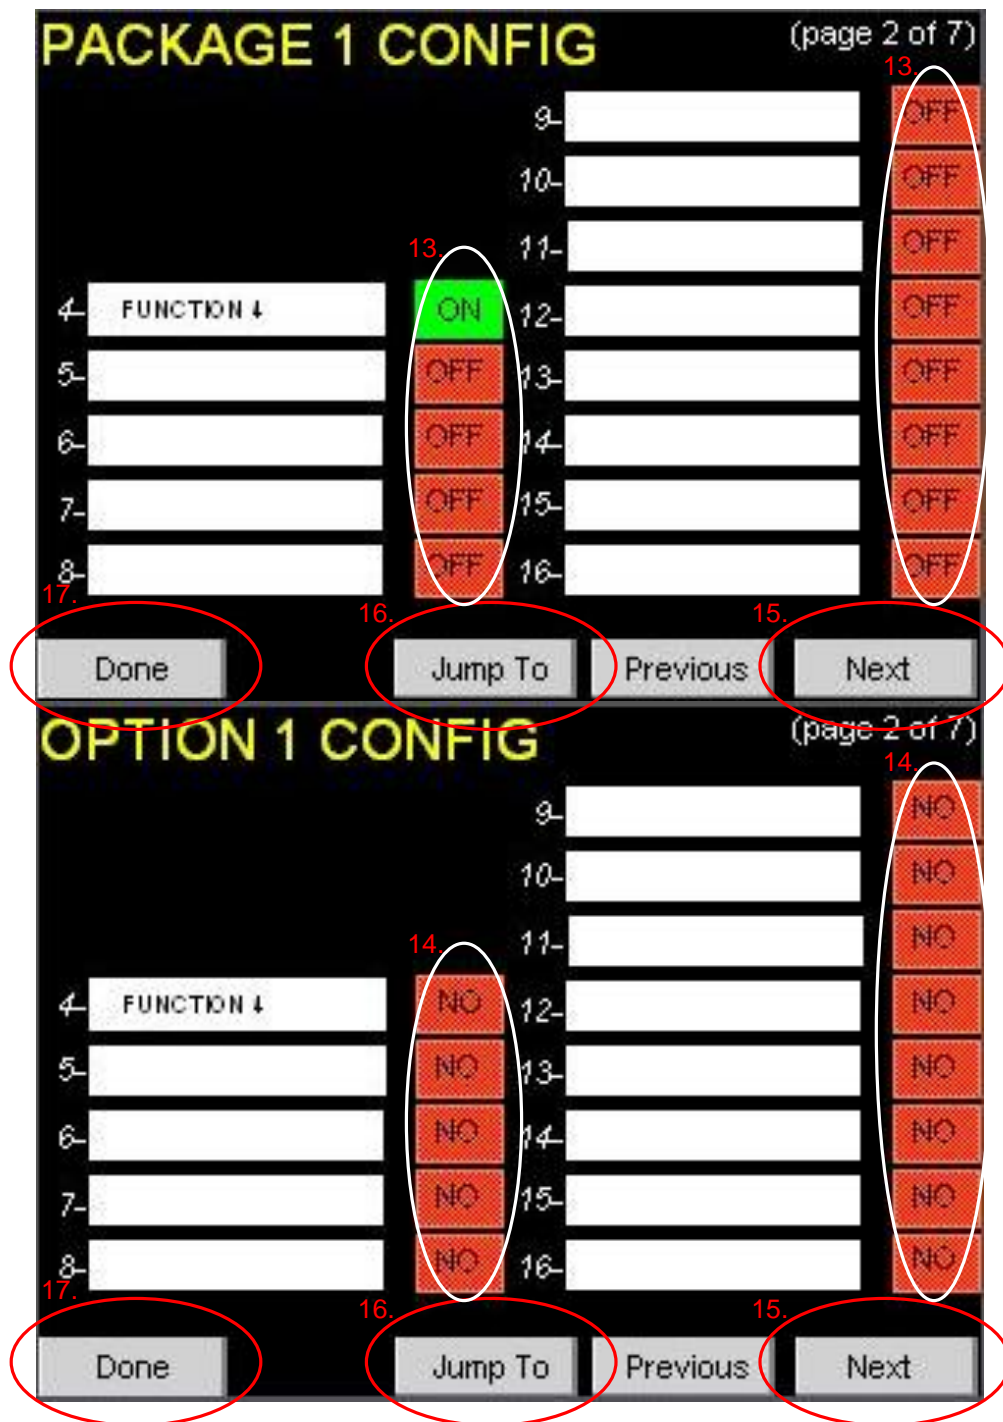 PACKAGE 1 CONFIG (page 2 of 7)
13.
9- OFF
10- OFF
13. 11- OFF
4- FUNCTION 4 ON 12- OFF
5- OFF 13- OFF
6- OFF 14- OFF
7- OFF 15- OFF
8- OFF 16- OFF
17. 16. 15.
Done Jump To Previous Next
OPTION 1 CONFIG (page 2 of 7)
14.
9- NO
10- NO
14. 11- NO
4- FUNCTION 4 NO 12- NO
5- NO 13- NO
6- NO 14- NO
7- NO 15- NO
8- NO 16- NO
17. 16. 15.
Done Jump To Previous Next